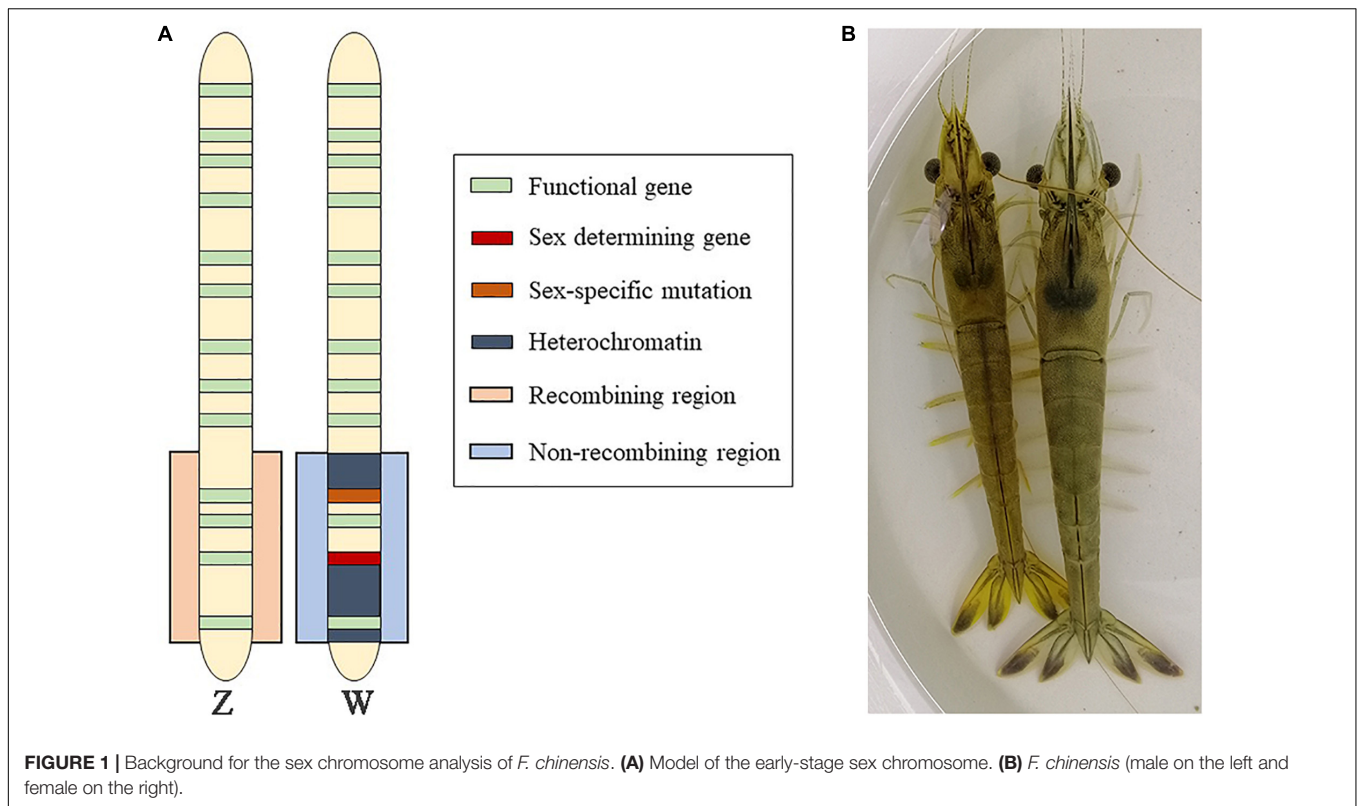 A
B
Functional gene
Sex determining gene
Sex-specific mutation
Heterochromatin
Recombining region
Non-recombining region
Z
W
FIGURE 1 | Background for the sex chromosome analysis of F. chinensis. (A) Model of the early-stage sex chromosome. (B) F. chinensis (male on the left and
female on the right).